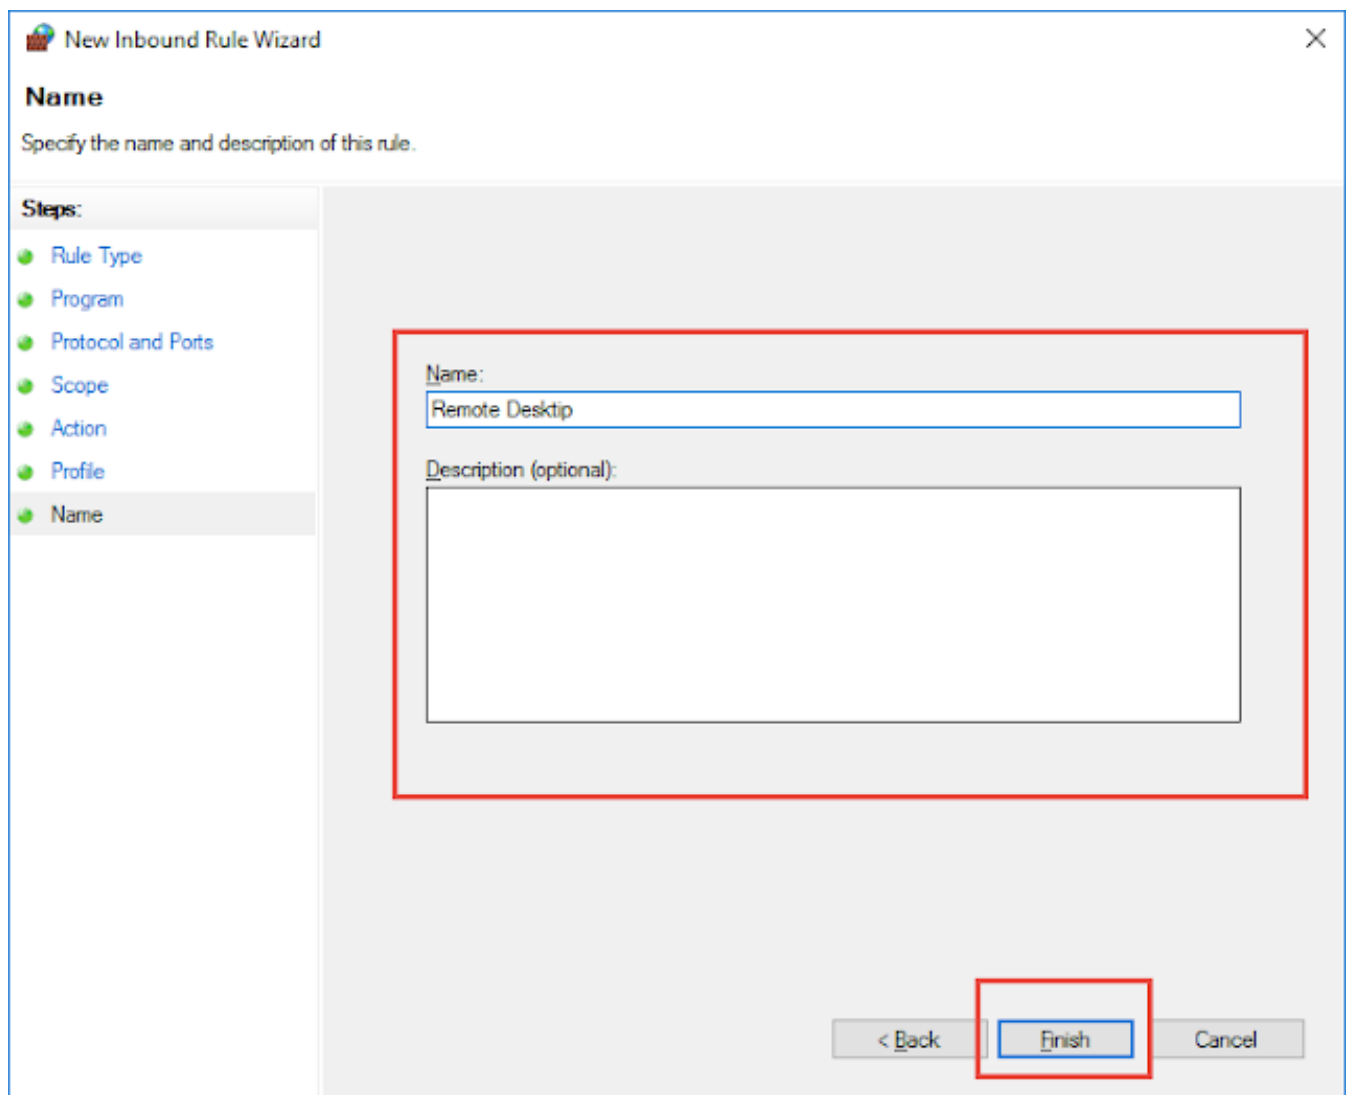 New Inbound Rule Wizard
Name
Specify the name and description of this rule.
Steps:
Rule Type
Program
Protocol and Ports
Scope
Action
Profile
Name
Name:
Remote Desktip
Description (optional):
< Back
Finish
Cancel